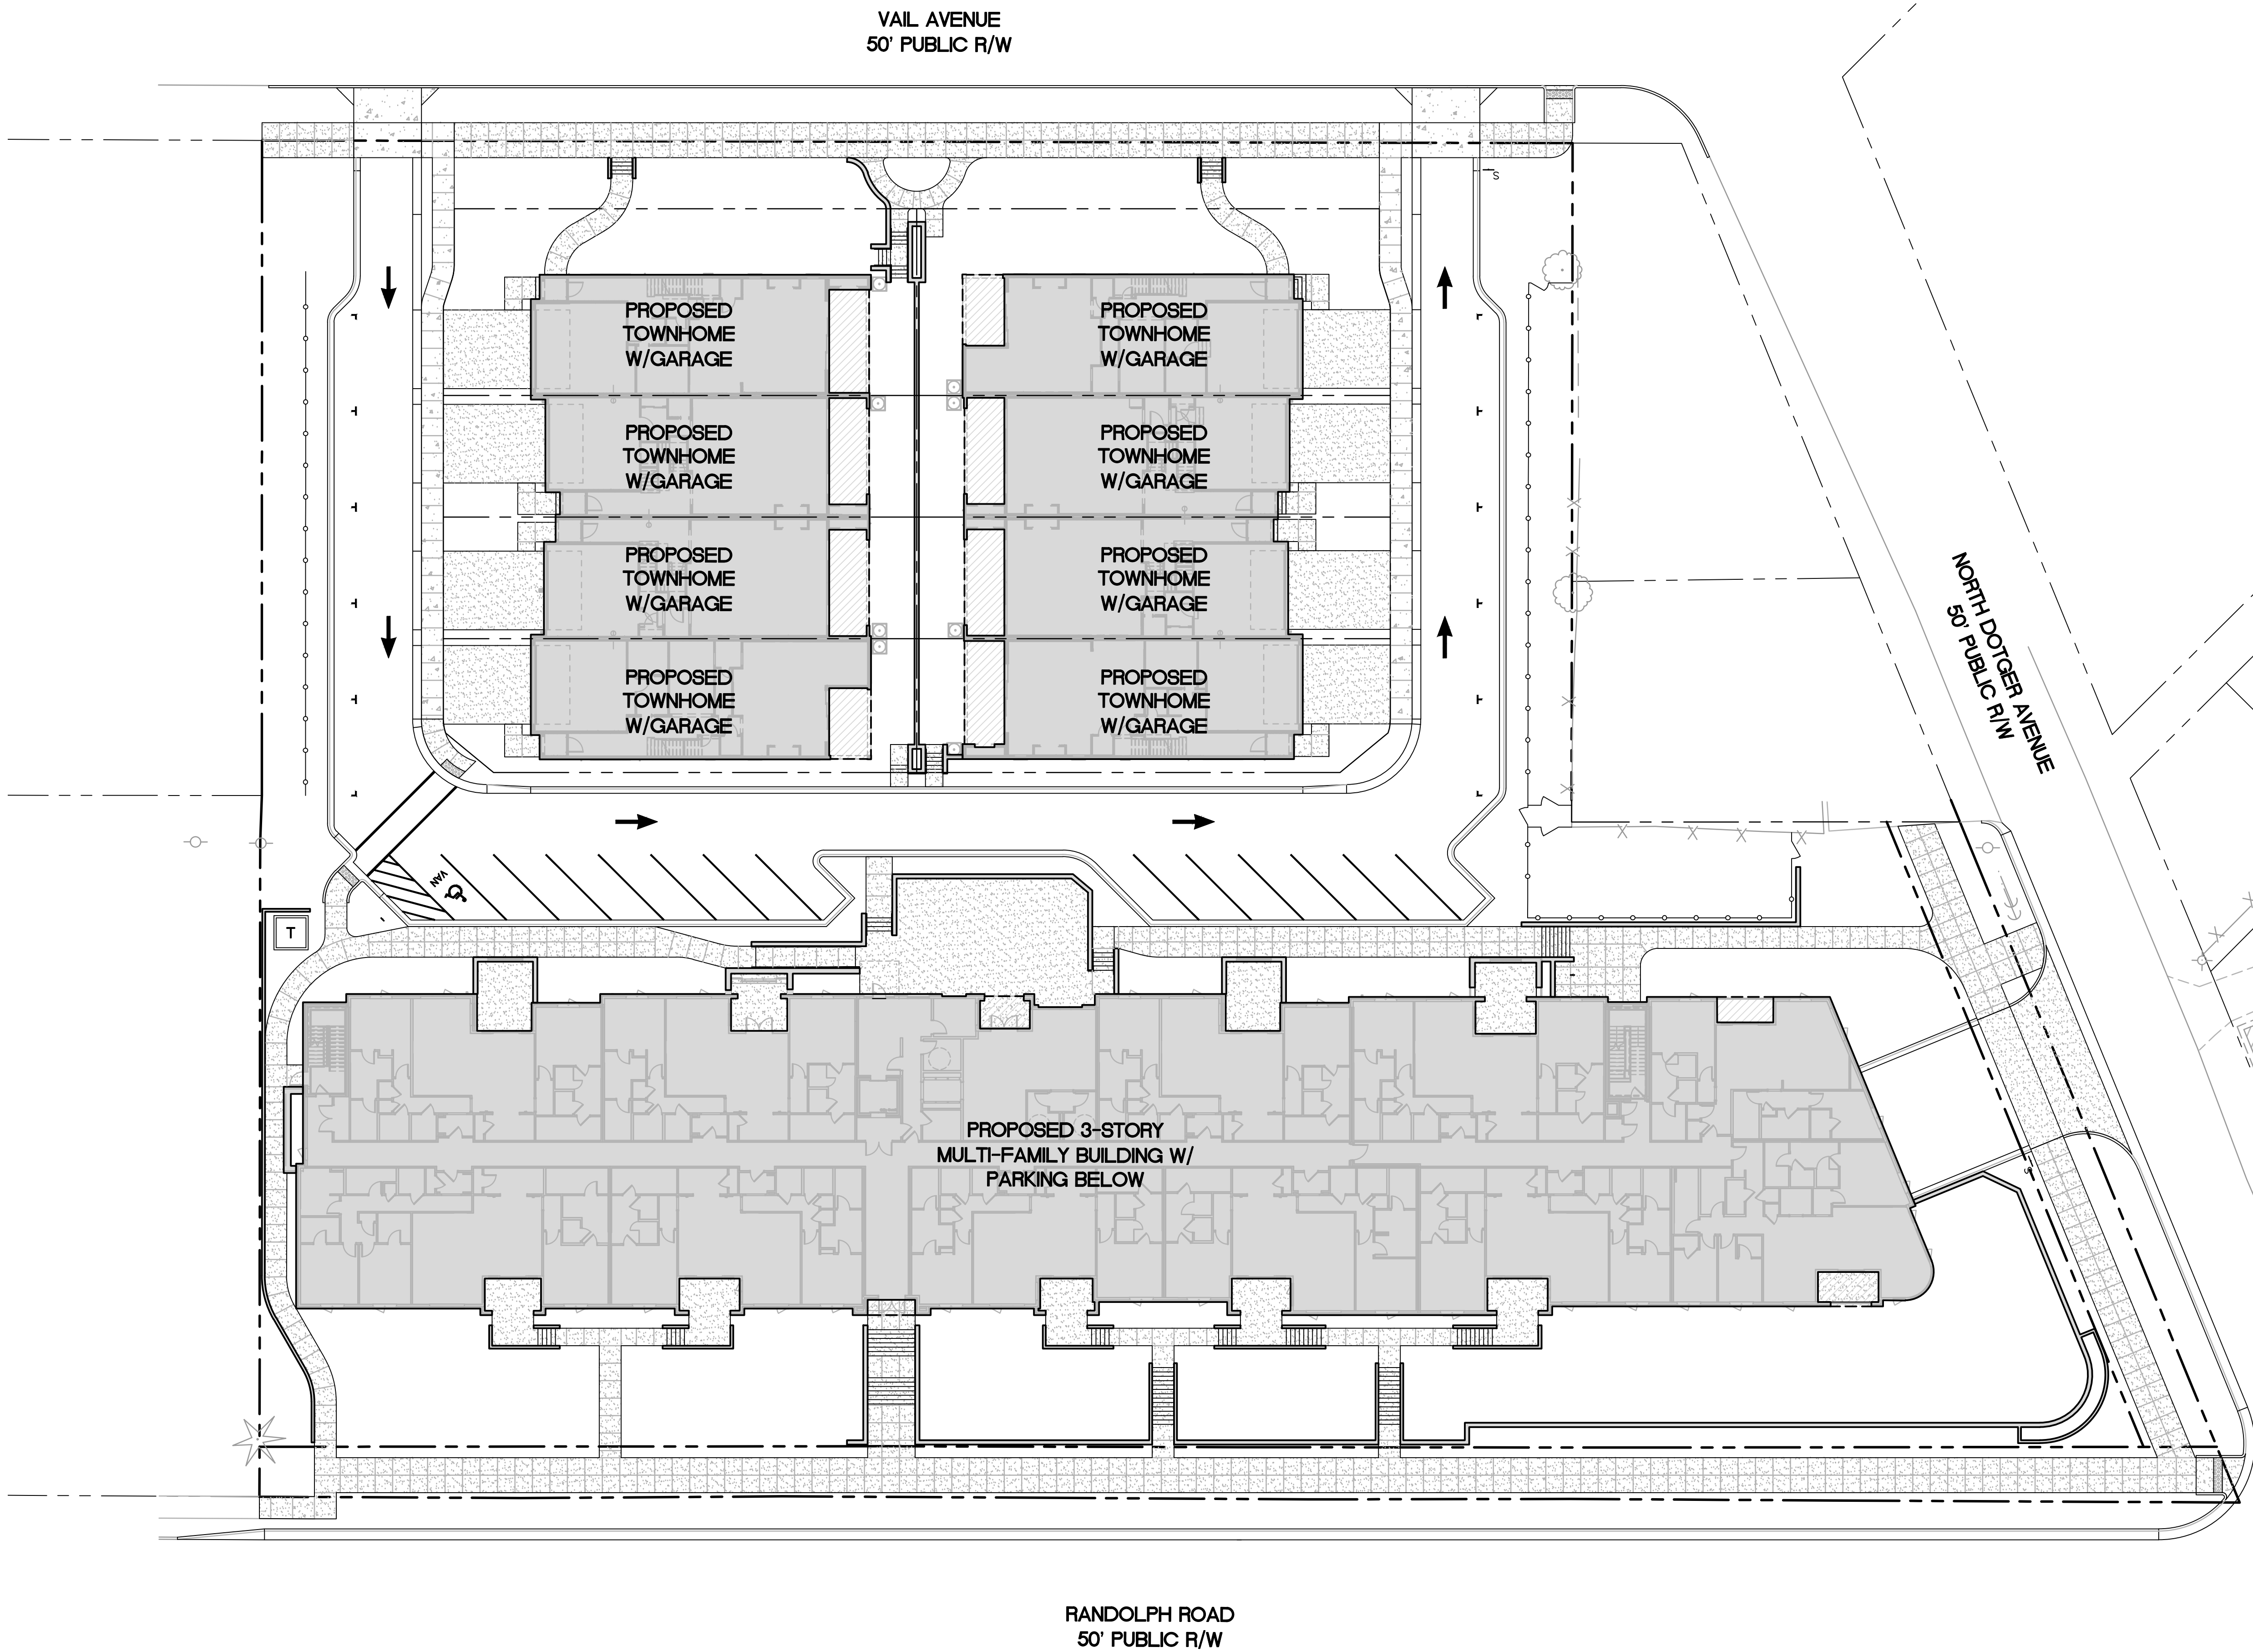 VAIL AVENUE
50' PUBLIC R/W
S
PROPOSED
TOWNHOME
W/GARAGE
PROPOSED
TOWNHOME
W/GARAGE
PROPOSED
TOWNHOME
W/GARAGE
PROPOSED
TOWNHOME
W/GARAGE
PROPOSED
TOWNHOME
W/GARAGE
PROPOSED
TOWNHOME
W/GARAGE
PROPOSED
TOWNHOME
W/GARAGE
PROPOSED
TOWNHOME
W/GARAGE
NORTH DOTGER AVENUE
50' PUBLIC R/W
VAN
T
PROPOSED 3-STORY
MULTI-FAMILY BUILDING W/
PARKING BELOW
S
RANDOLPH ROAD
50' PUBLIC R/W